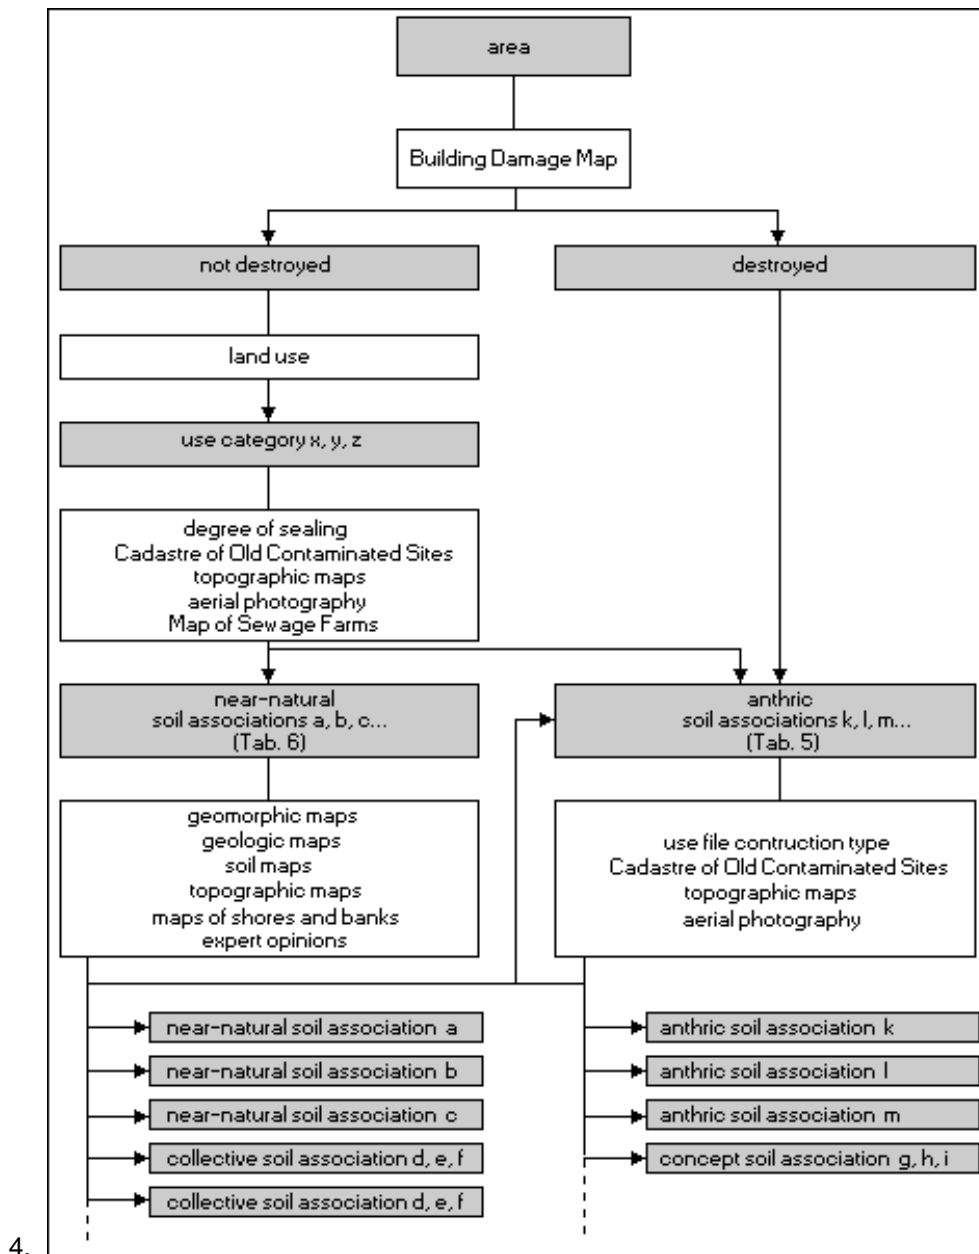 area
Building Damage Map
not destroyed
destroyed
land use
use category x, y, z
degree of sealing
Cadastre of Old Contaminated Sites
topographic maps
aerial photography
Map of Sewage Farms
near-natural
soil associations a, b, c...
(Tab. 6)
anthric
soil associations k, l, m...
(Tab. 5)
geomorphic maps
geologic maps
soil maps
topographic maps
maps of shores and banks
expert opinions
use file contruction type
Cadastre of Old Contaminated Sites
topographic maps
aerial photography
near-natural soil association a
near-natural soil association b
near-natural soil association c
collective soil association d, e, f
collective soil association d, e, f
anthric soil association k
anthric soil association l
anthric soil association m
concept soil association g, h, i
4.